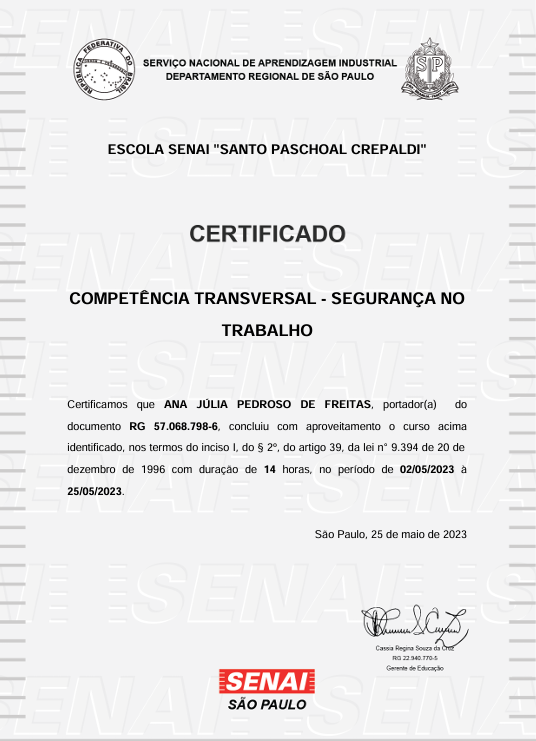 REPÚBLICA FEDERATIVA DO BRASIL
SERVIÇO NACIONAL DE APRENDIZAGEM INDUSTRIAL
DEPARTAMENTO REGIONAL DE SÃO PAULO
SP
ESCOLA SENAI "SANTO PASCHOAL CREPALDI"
CERTIFICADO
COMPETÊNCIA TRANSVERSAL - SEGURANÇA NO
TRABALHO
Certificamos que ANA JÚLIA PEDROSO DE FREITAS, portador(a) do
documento RG 57.068.798-6, concluiu com aproveitamento o curso acima
identificado, nos termos do inciso I, do § 2º, do artigo 39, da lei n° 9.394 de 20 de
dezembro de 1996 com duração de 14 horas, no período de 02/05/2023 à
25/05/2023.
São Paulo, 25 de maio de 2023
Cassia Regina Souza da Cruz
RG 22.940.770-5
Gerente de Educação
SENAI
SÃO PAULO